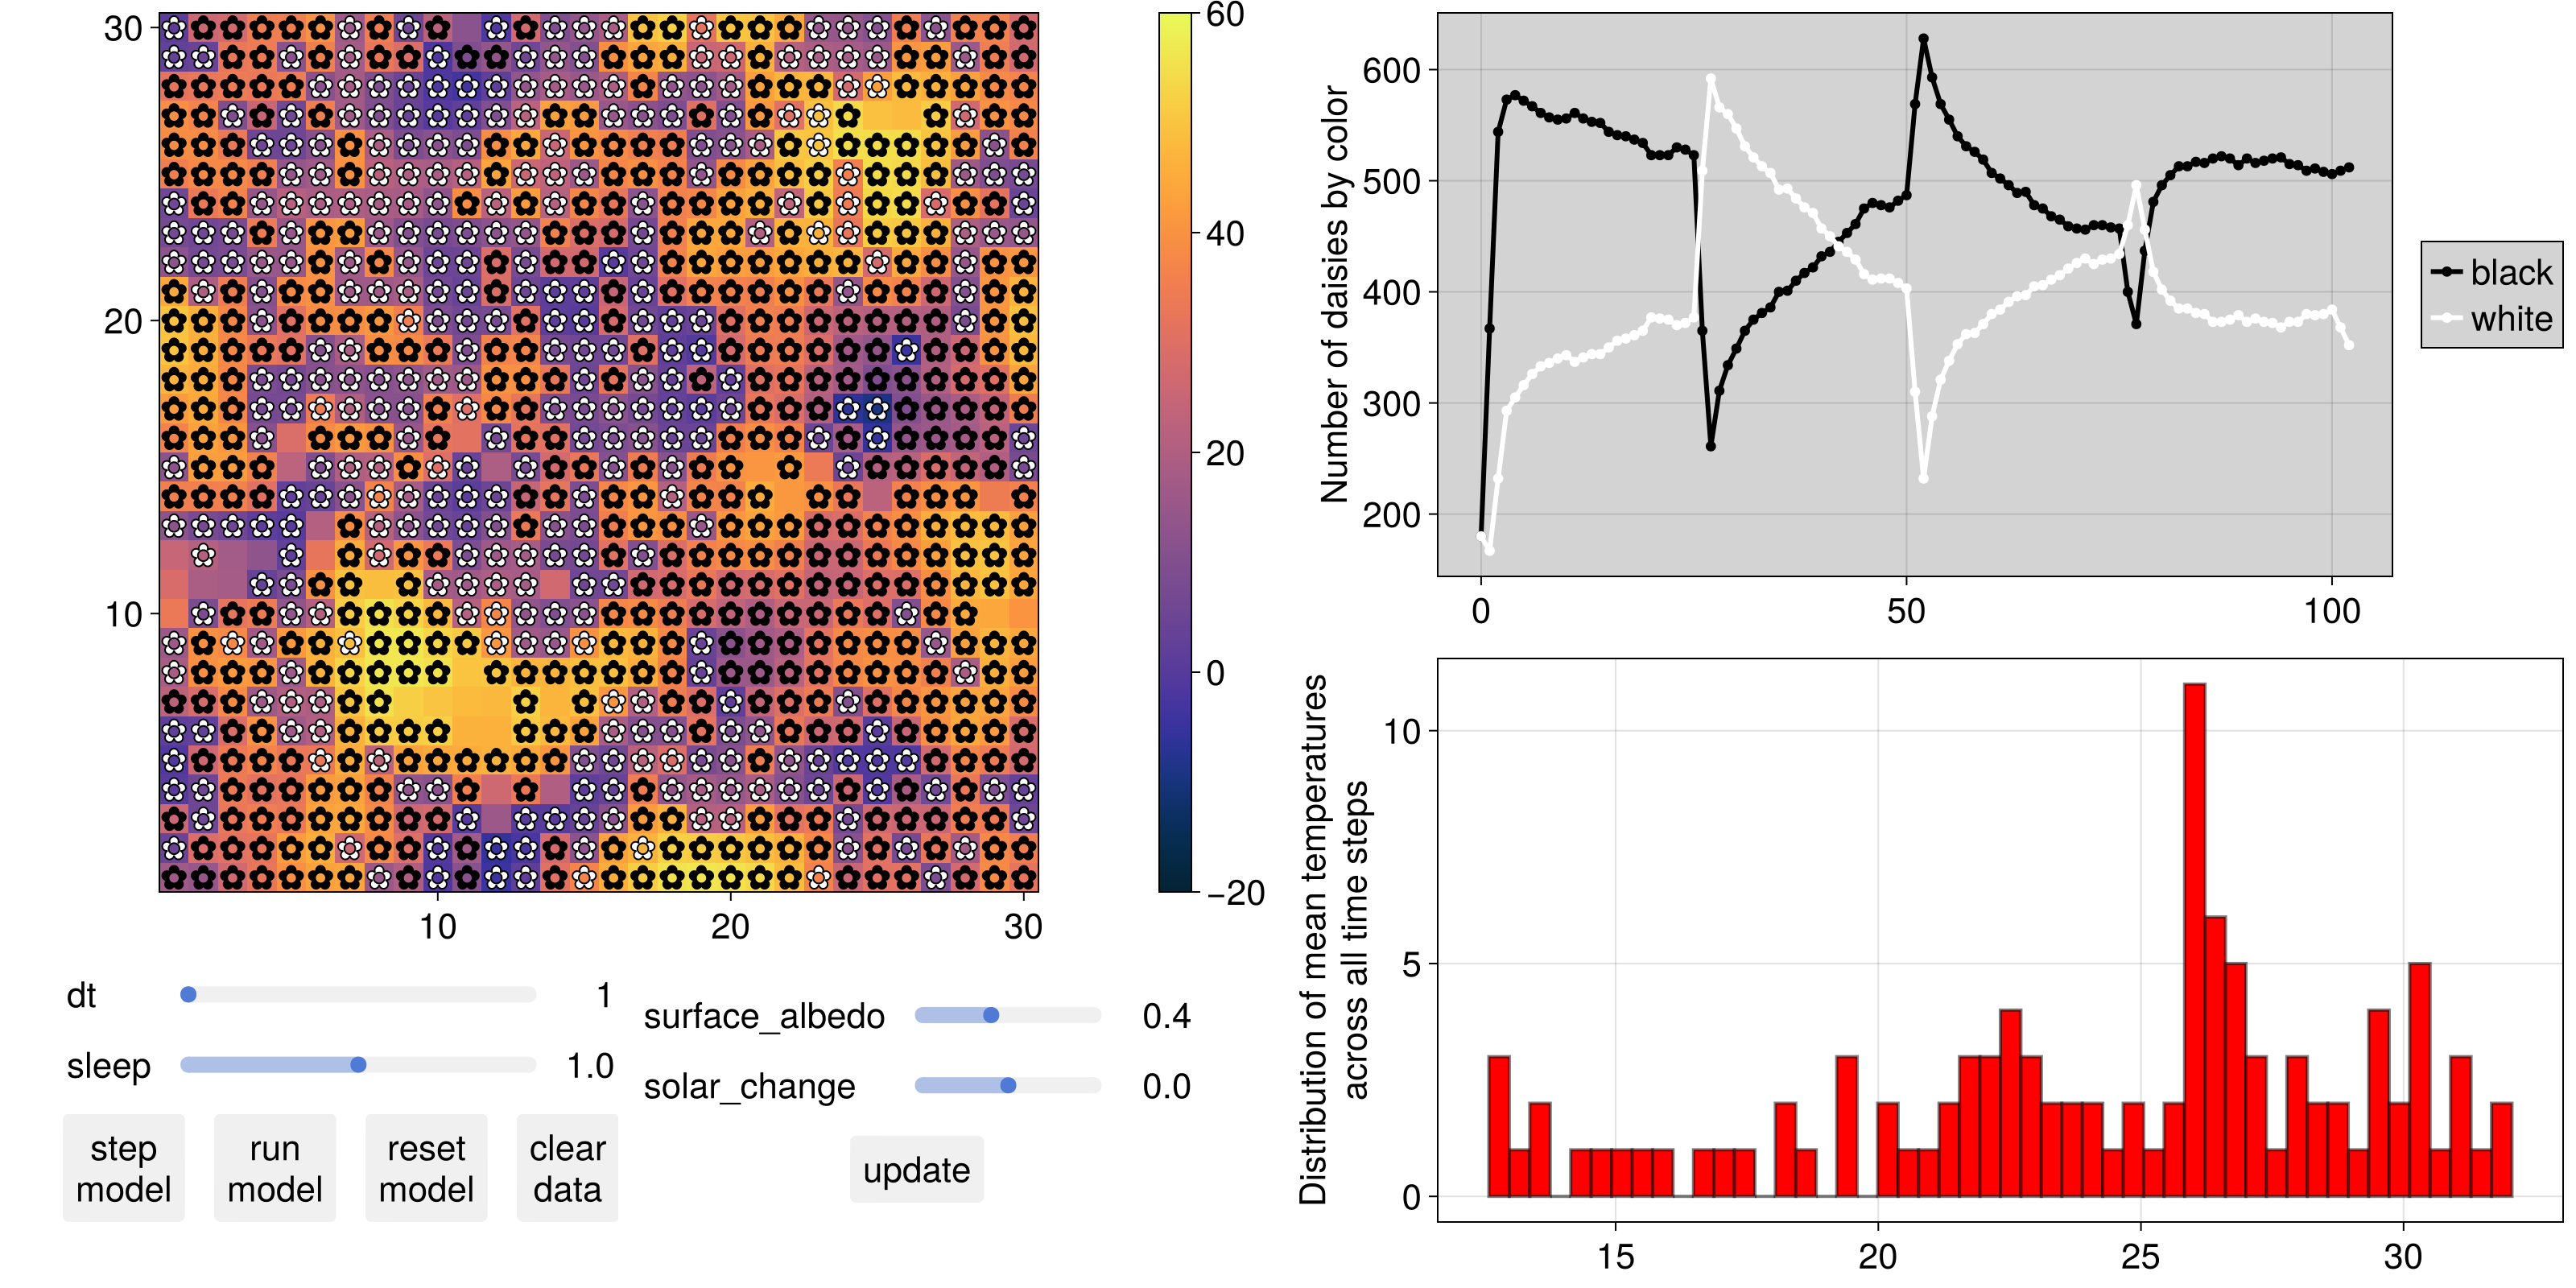 30
20
10
10
20
30
60
40
20
0
−20
dt
1
sleep
1.0
surface_albedo
0.4
solar_change
0.0
step
model
run
model
reset
model
clear
data
update
Number of daisies by color
600
500
400
300
200
0
50
100
black
white
Distribution of mean temperatures
across all time steps
10
5
0
15
20
25
30